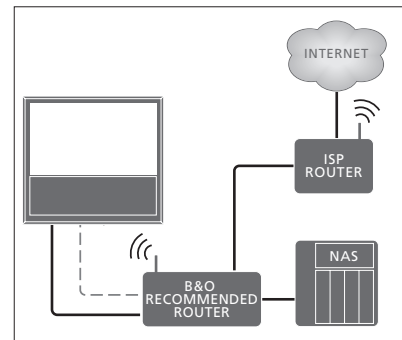 INTERNET
ISP
ROUTER
NAS
B&O
RECOMMENDED
ROUTER